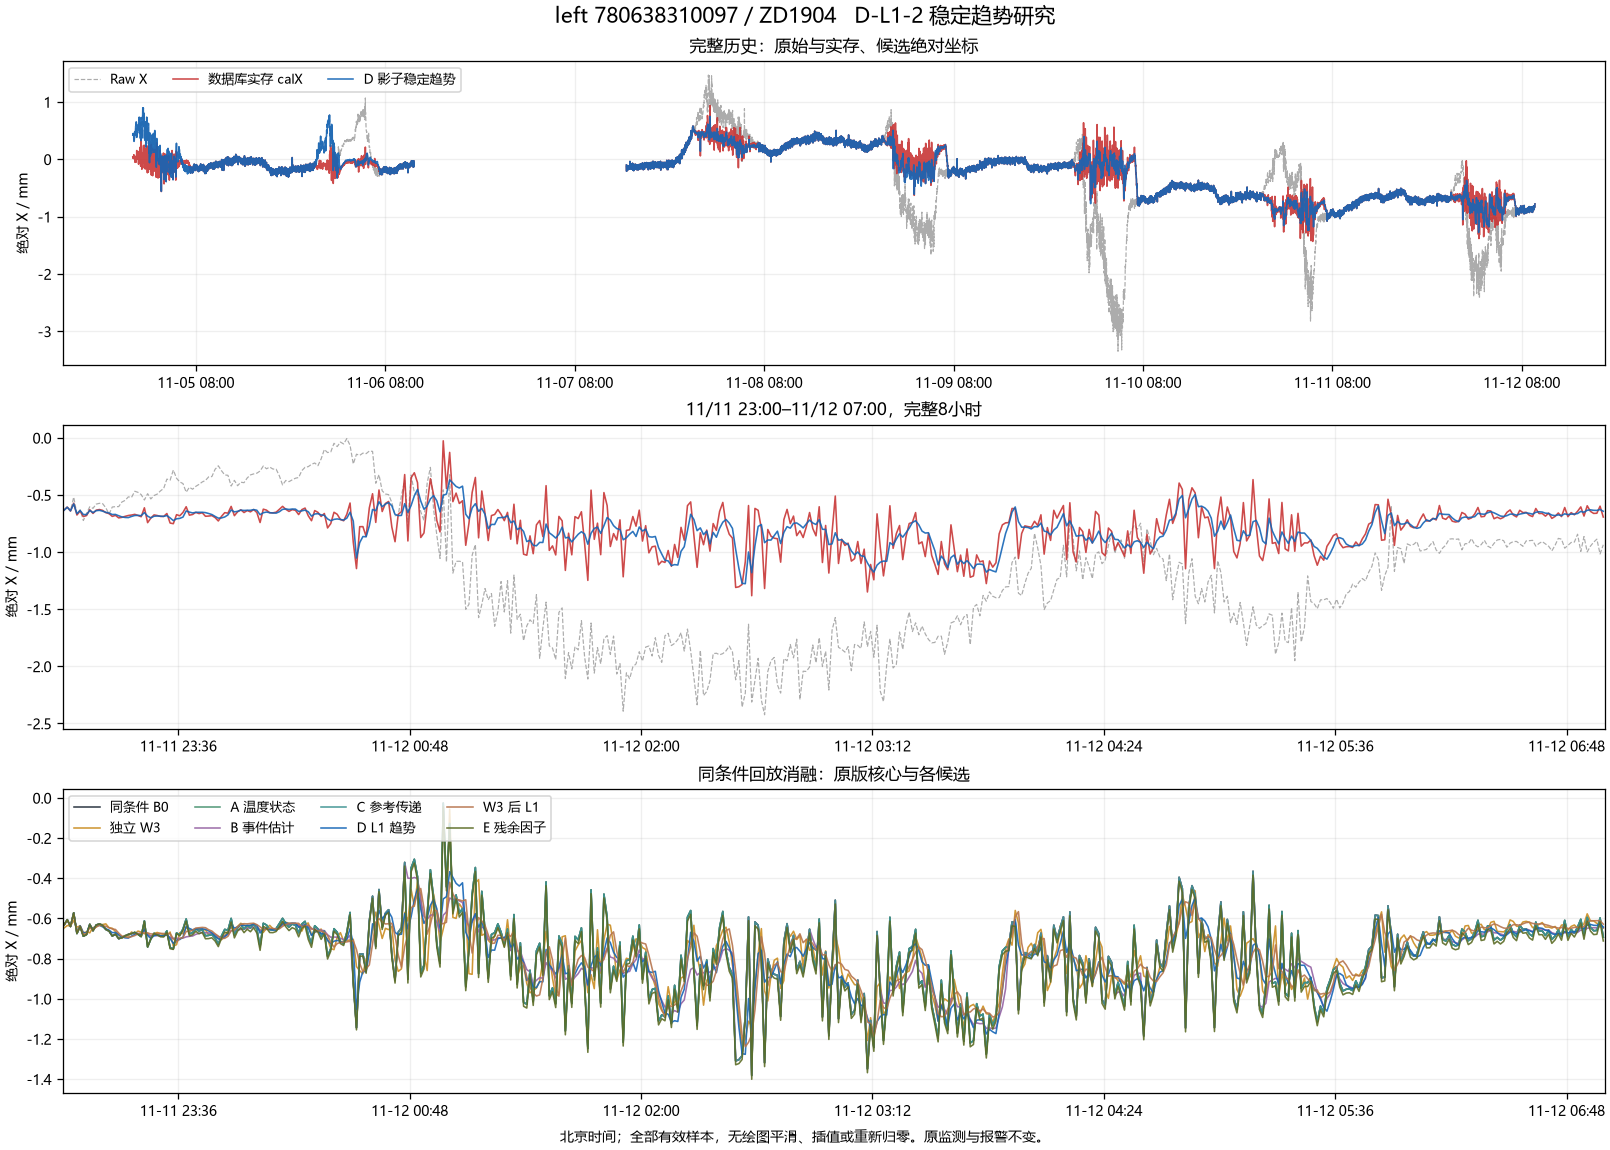 left 780638310097 / ZD1904   D-L1-2 稳定趋势研究
完整历史：原始与实存、候选绝对坐标
Raw X
数据库实存 calX
D 影子稳定趋势
绝对 X / mm
1
0
-1
-2
-3
11-05 08:00
11-06 08:00
11-07 08:00
11-08 08:00
11-09 08:00
11-10 08:00
11-11 08:00
11-12 08:00
11/11 23:00–11/12 07:00，完整8小时
绝对 X / mm
0.0
-0.5
-1.0
-1.5
-2.0
-2.5
11-11 23:36
11-12 00:48
11-12 02:00
11-12 03:12
11-12 04:24
11-12 05:36
11-12 06:48
同条件回放消融：原版核心与各候选
同条件 B0
A 温度状态
C 参考传递
W3 后 L1
独立 W3
B 事件估计
D L1 趋势
E 残余因子
绝对 X / mm
0.0
-0.2
-0.4
-0.6
-0.8
-1.0
-1.2
-1.4
11-11 23:36
11-12 00:48
11-12 02:00
11-12 03:12
11-12 04:24
11-12 05:36
11-12 06:48
北京时间；全部有效样本，无绘图平滑、插值或重新归零。原监测与报警不变。